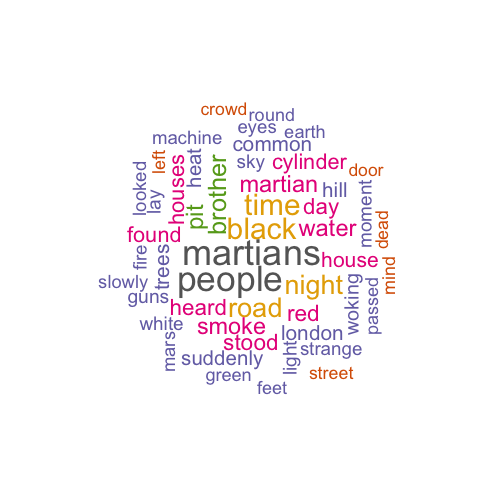 crowd
round
machine
eyes
earth
common
looked
lay
left
houses
heat
sky
cylinder
door
martian
hill
brother
pit
time
day
moment
dead
found
black
water
fire
trees
martians
house
mind
slowly
people
night
guns
woking
passed
heard
road
red
white
smoke
london
mars
stood
suddenly
light
strange
green
street
feet